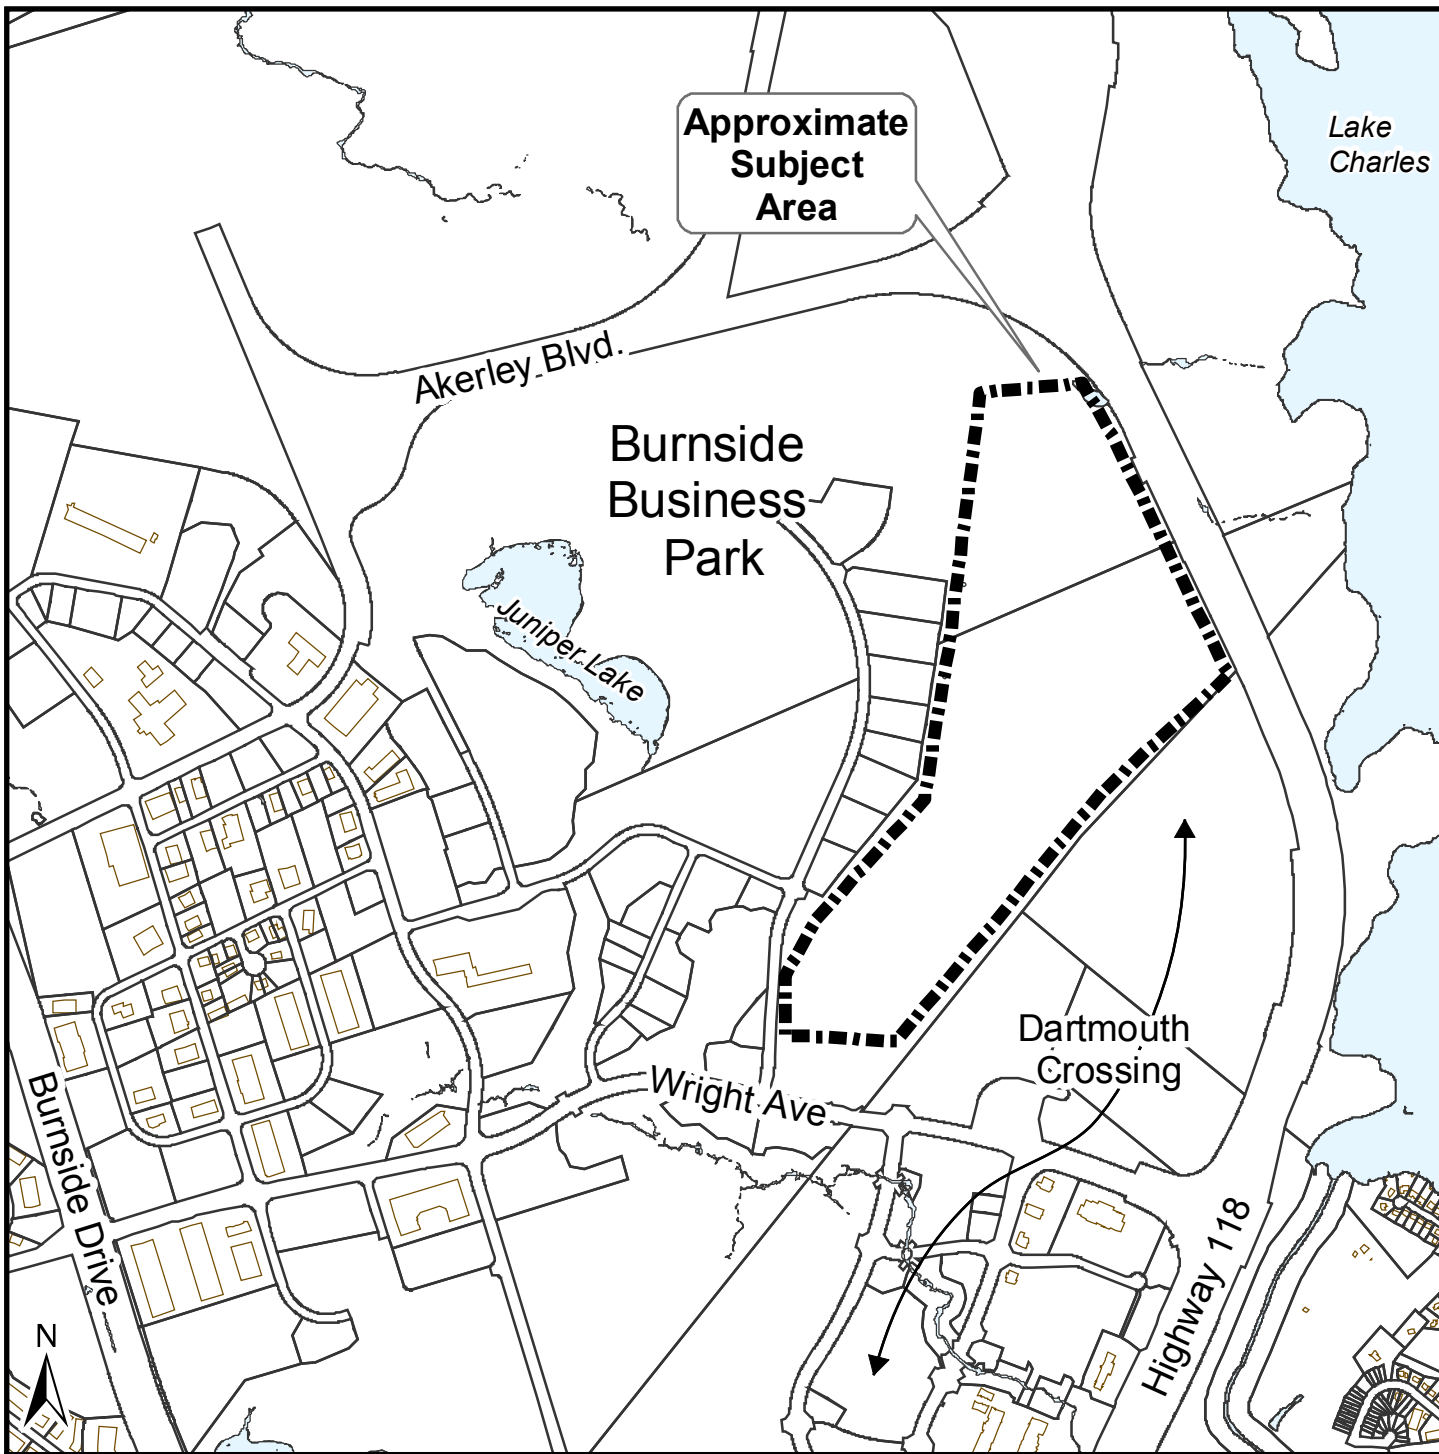 Approximate
Subject
Area
Lake
Charles
Akerley Blvd.
Burnside
Business
Park
Juniper Lake
Dartmouth
Crossing
Wright Ave
Burnside Drive
Highway 118
N